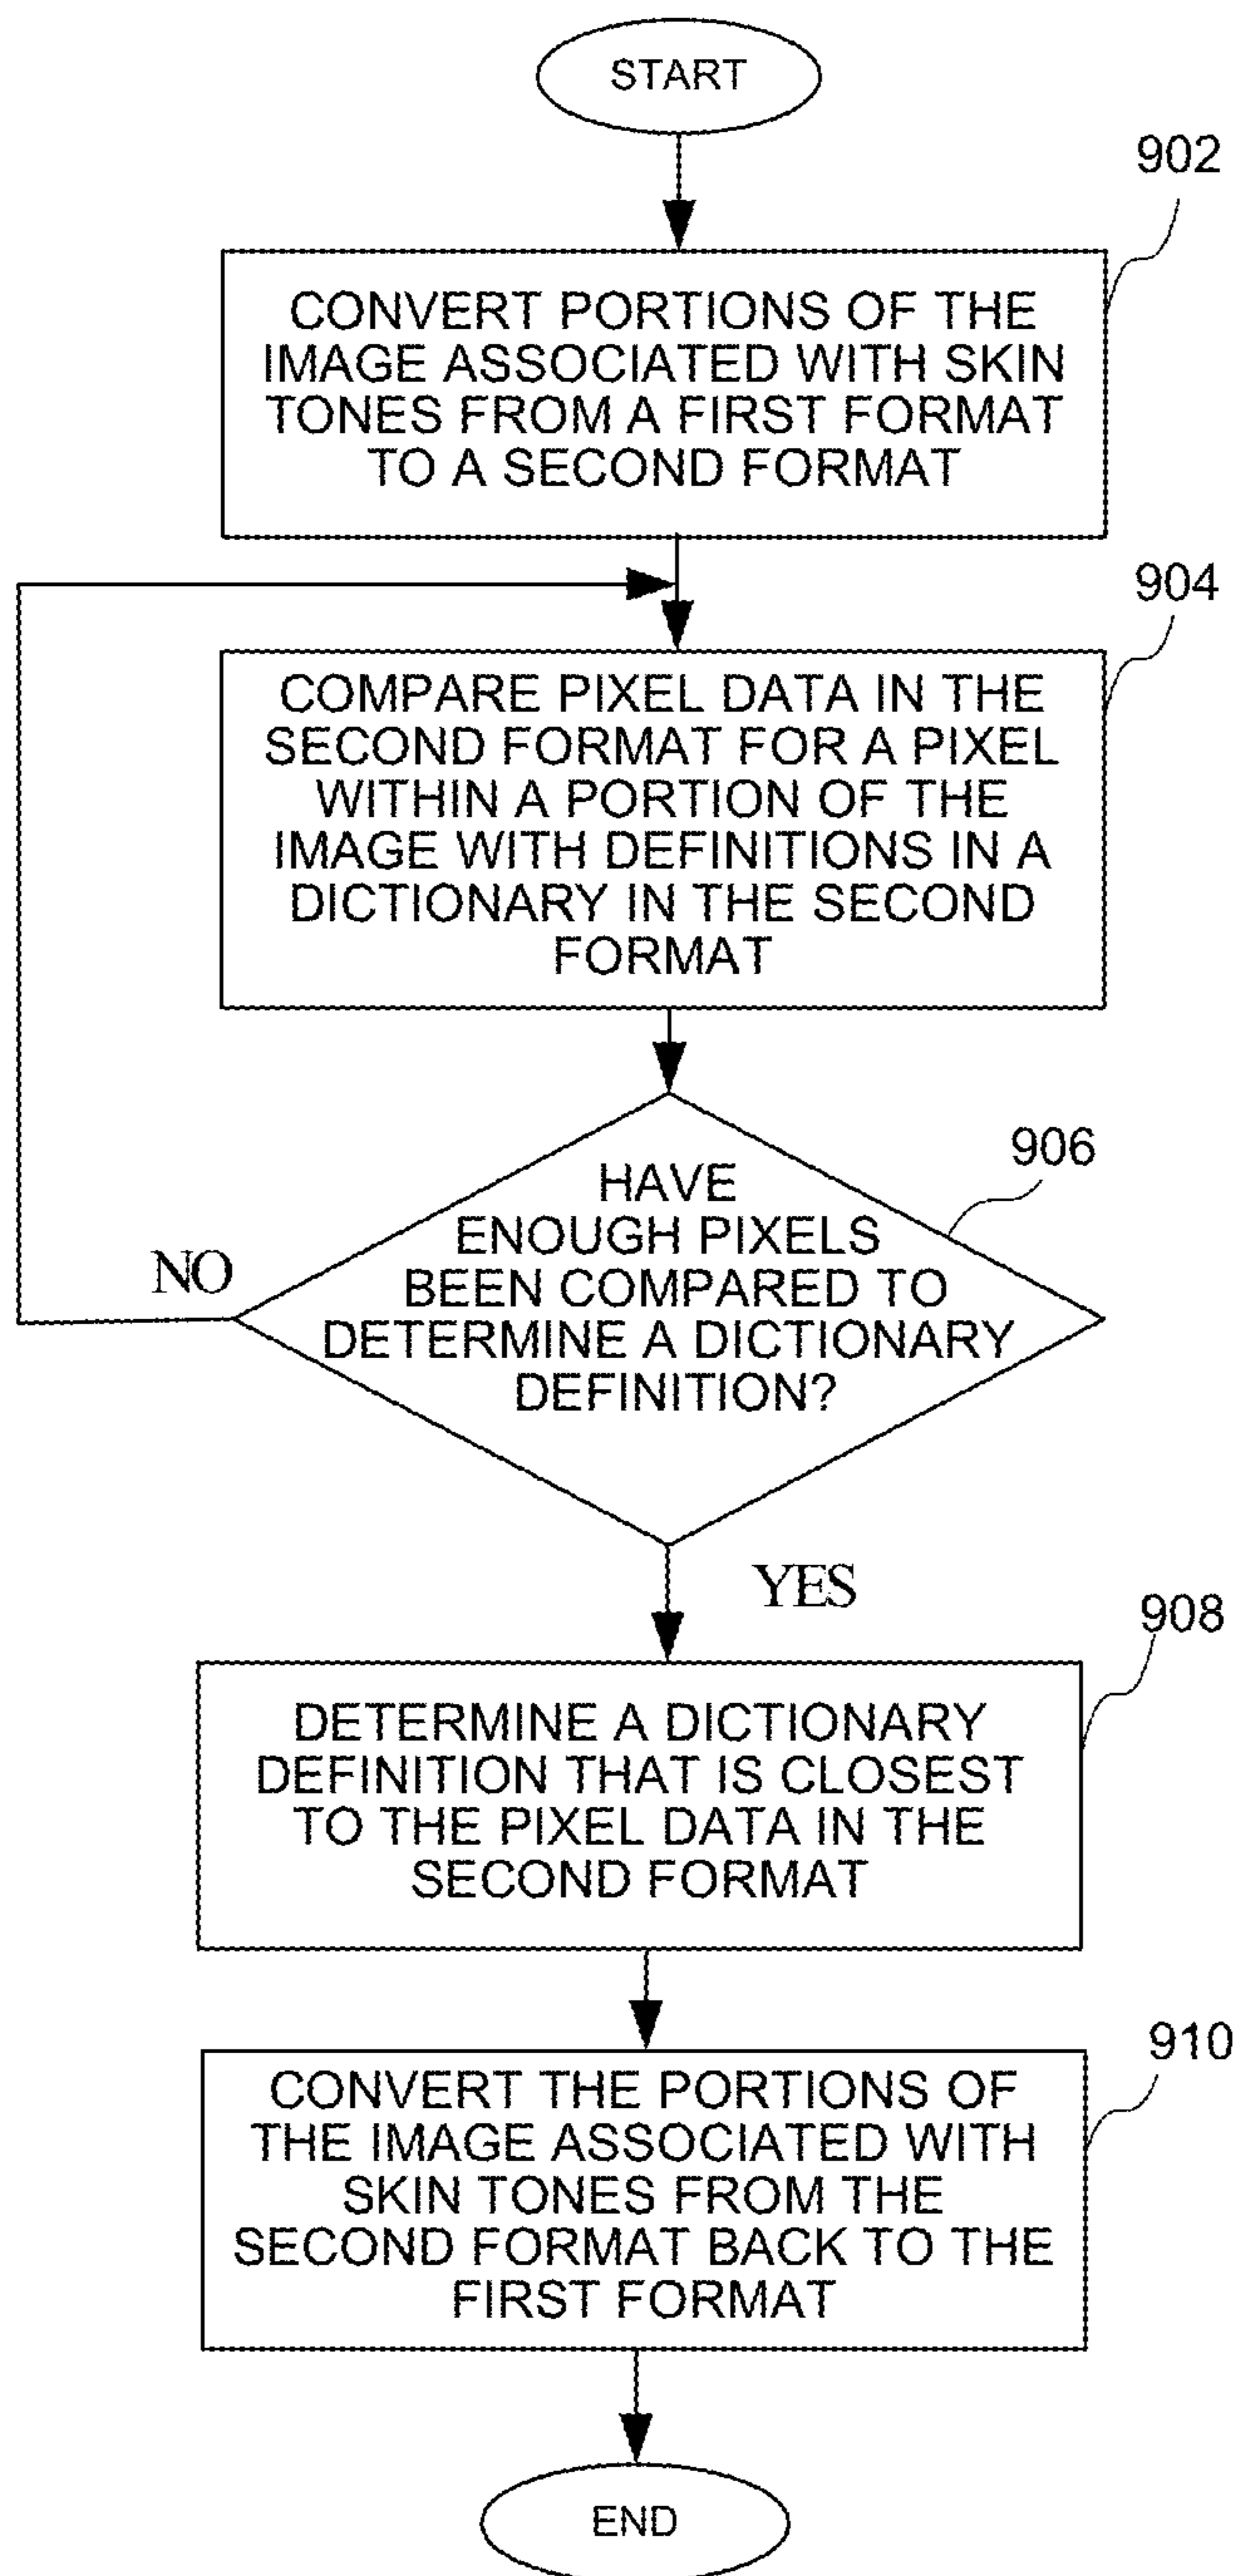 START
902
CONVERT PORTIONS OF THE
IMAGE ASSOCIATED WITH SKIN
TONES FROM A FIRST FORMAT
TO A SECOND FORMAT
904
COMPARE PIXEL DATA IN THE
SECOND FORMAT FOR A PIXEL
WITHIN A PORTION OF THE
IMAGE WITH DEFINITIONS IN A
DICTIONARY IN THE SECOND
FORMAT
906
HAVE
ENOUGH PIXELS
BEEN COMPARED TO
DETERMINE A DICTIONARY
DEFINITION?
NO
YES
908
DETERMINE A DICTIONARY
DEFINITION THAT IS CLOSEST
TO THE PIXEL DATA IN THE
SECOND FORMAT
910
CONVERT THE PORTIONS OF
THE IMAGE ASSOCIATED WITH
SKIN TONES FROM THE
SECOND FORMAT BACK TO THE
FIRST FORMAT
END